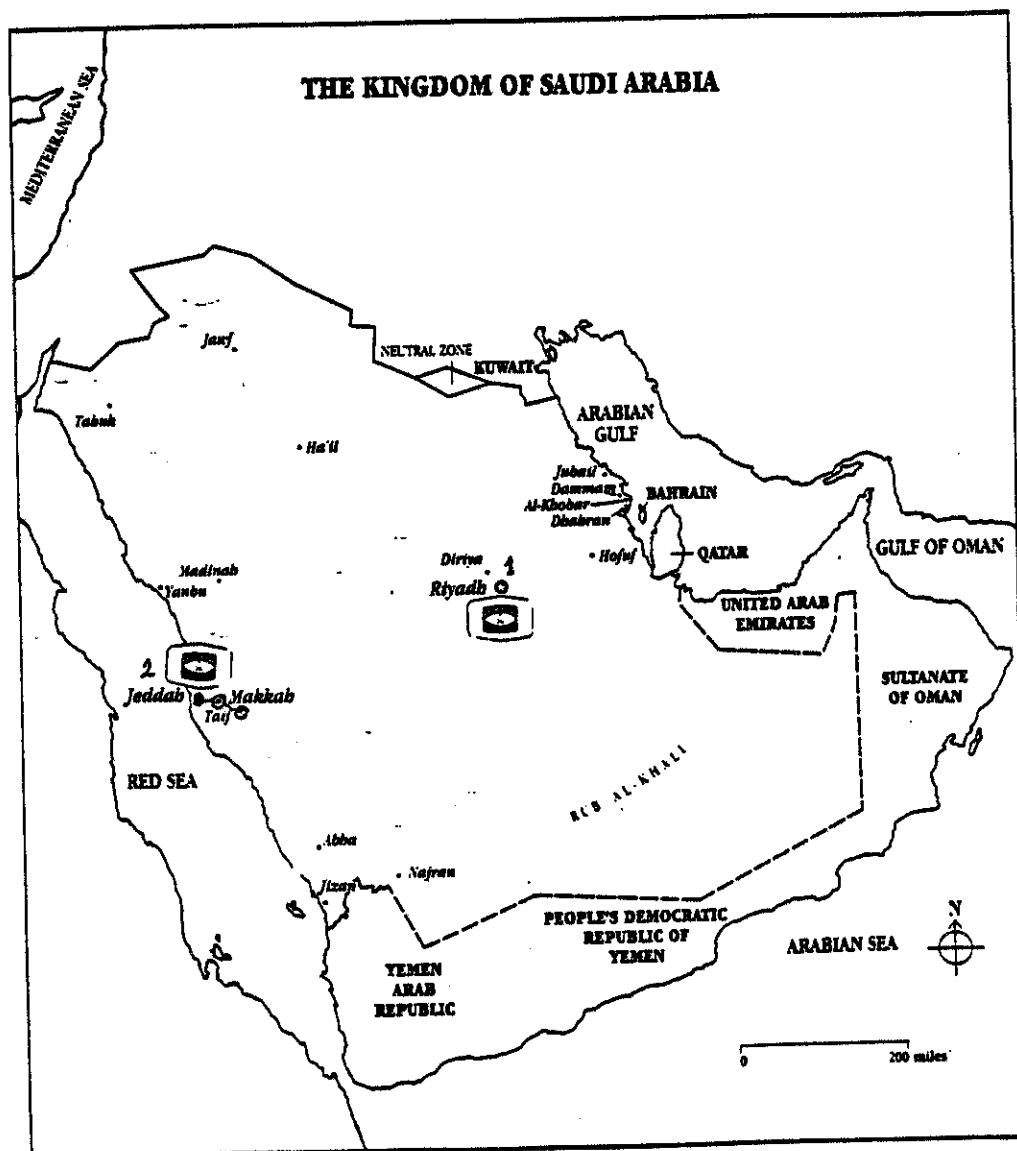 THE KINGDOM OF SAUDI ARABIA
MEDITERRANEAN SEA
Jauf
NEUTRAL ZONE
KUWAIT
Tabuk
ARABIAN
GULF
Ha'il
Jubail
Dammam
BAHRAIN
Al-Khobar
Dhahran
GULF OF OMAN
Hofuf
QATAR
Diriya
1
Madinah
Riyadh
Yanbu
UNITED ARAB
EMIRATES
2
SULTANATE
OF OMAN
Jeddah
Makkah
Taif
RED SEA
RUB AL-KHALI
Abha
Najran
Jizan
PEOPLE'S DEMOCRATIC
REPUBLIC OF
YEMEN
N
ARABIAN SEA
YEMEN
ARAB
REPUBLIC
0
200 miles